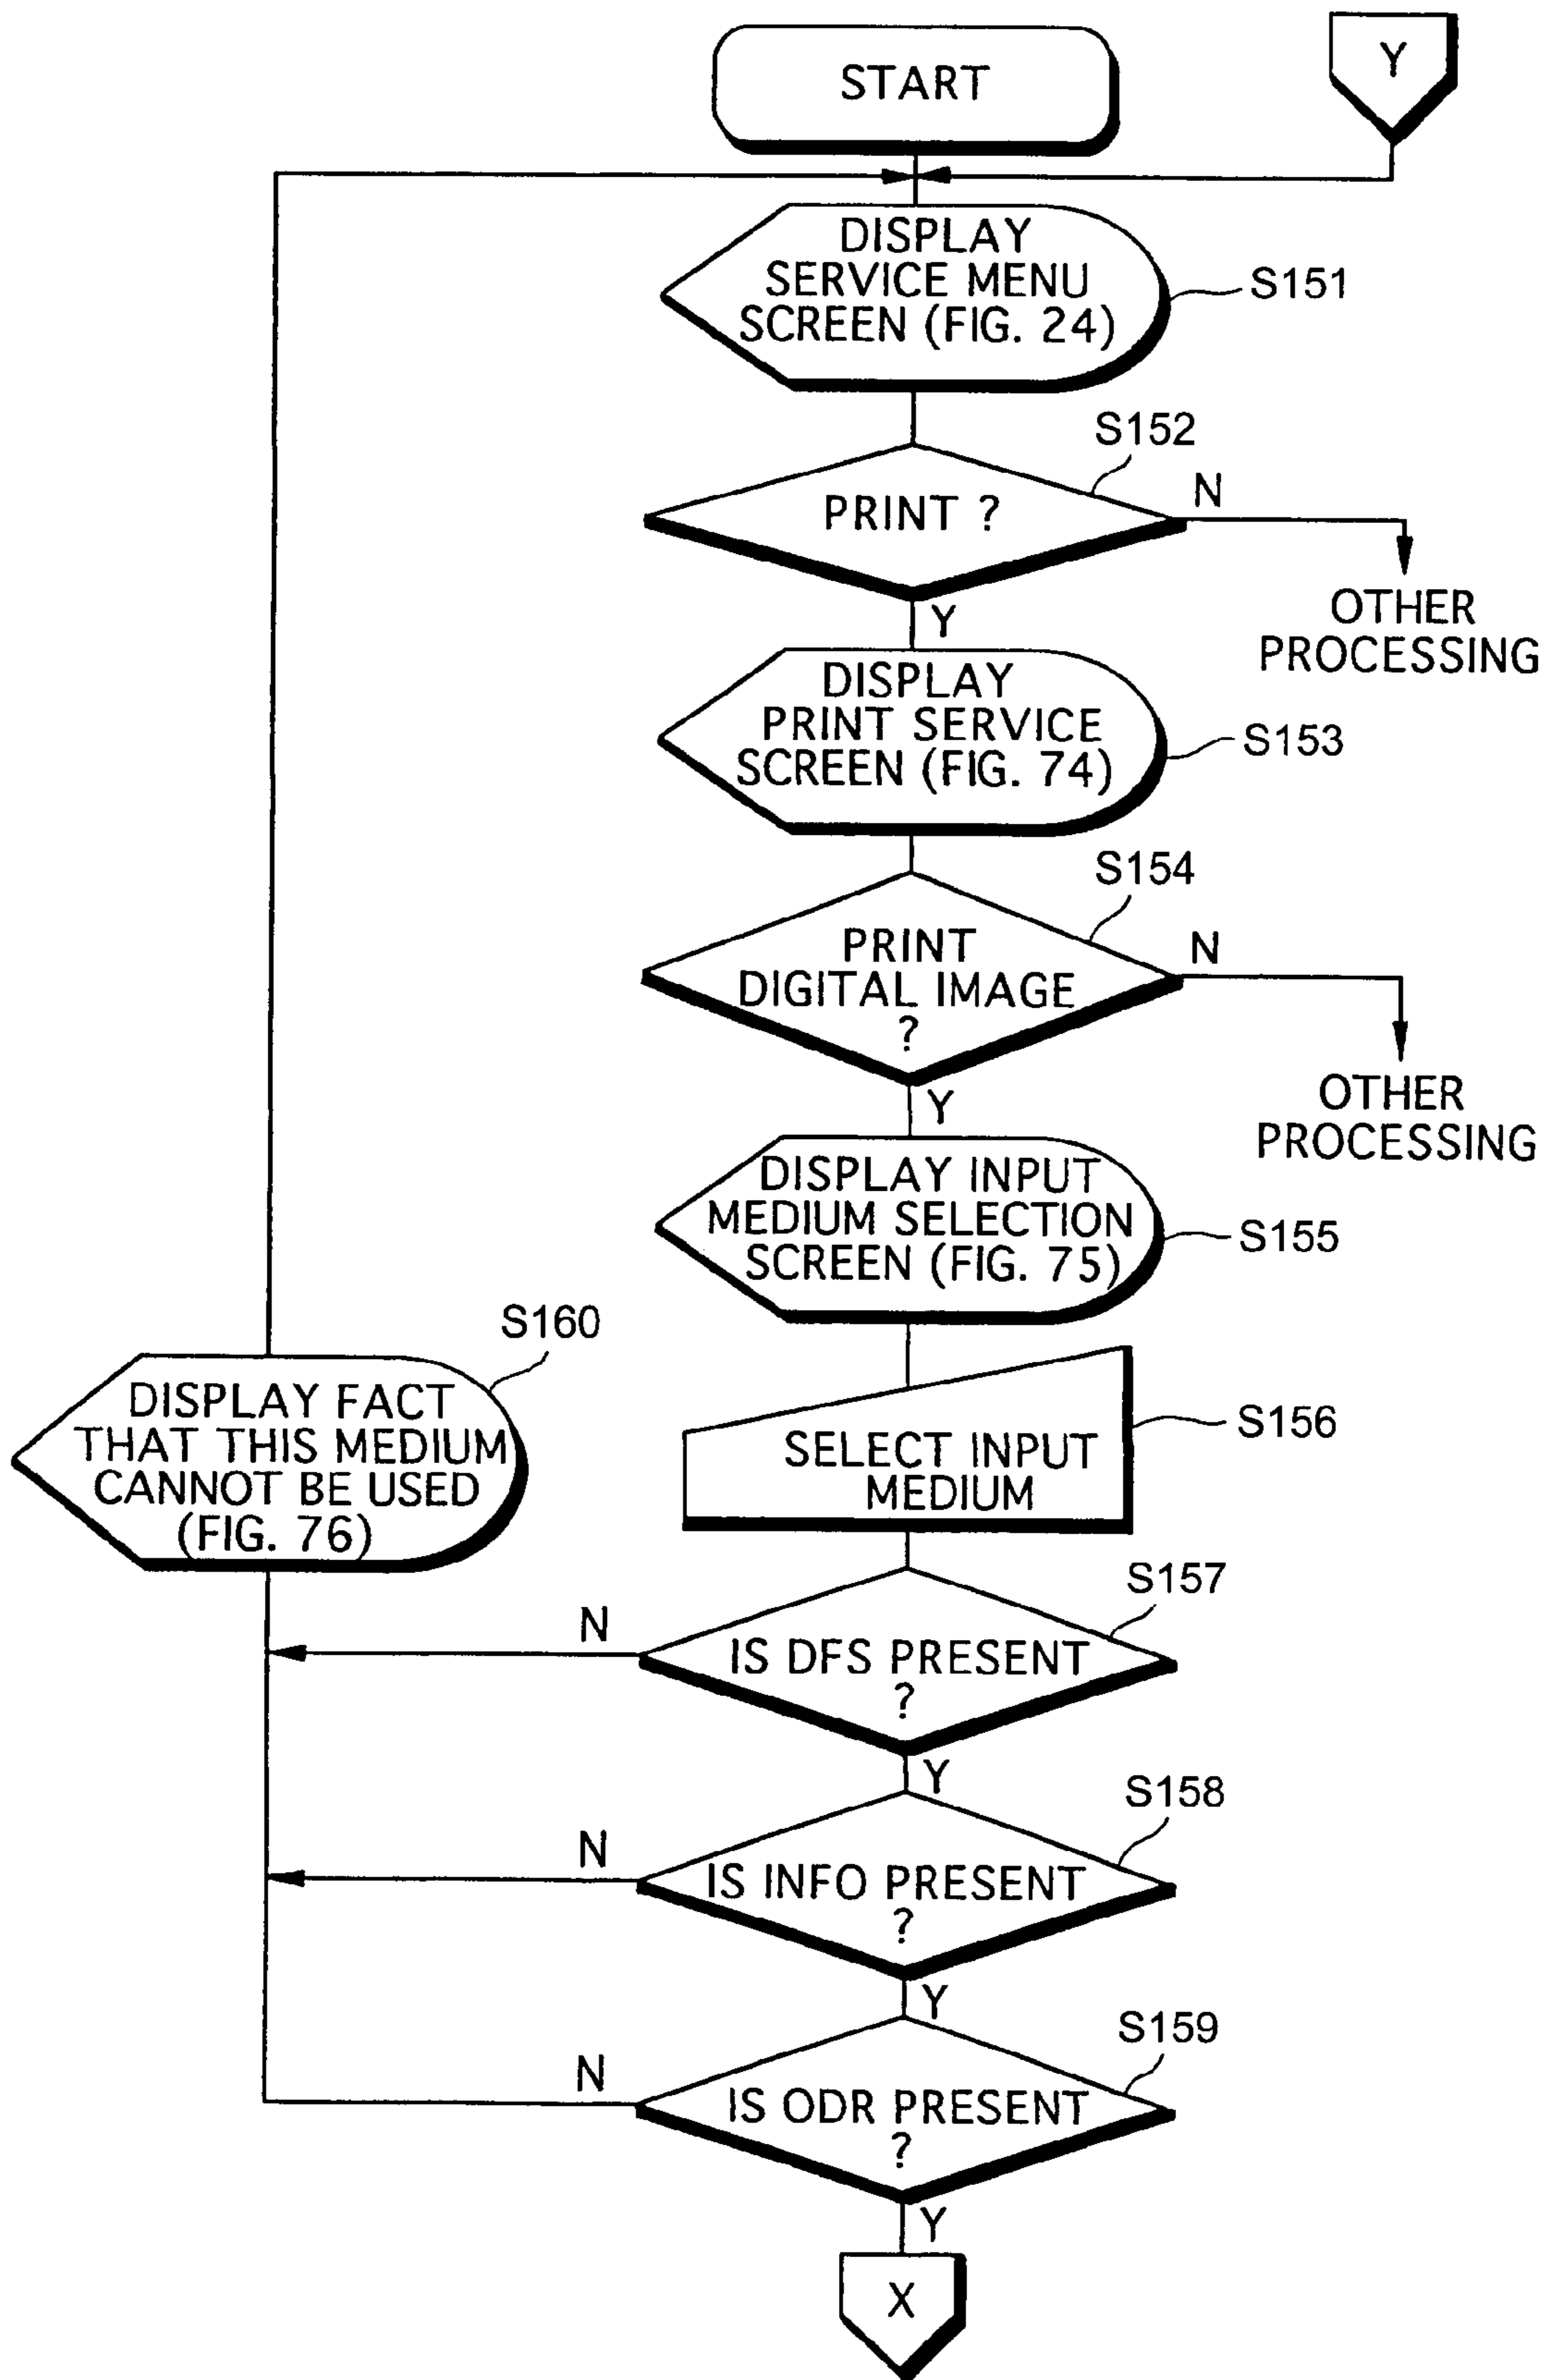 START
Y
DISPLAY
SERVICE MENU
SCREEN (FIG. 24)
S151
S152
PRINT ?
N
OTHER
PROCESSING
Y
DISPLAY
PRINT SERVICE
SCREEN (FIG. 74)
S153
S154
PRINT
DIGITAL IMAGE
?
N
OTHER
PROCESSING
Y
DISPLAY INPUT
MEDIUM SELECTION
SCREEN (FIG. 75)
S155
S160
DISPLAY FACT
THAT THIS MEDIUM
CANNOT BE USED
(FIG. 76)
SELECT INPUT
MEDIUM
S156
S157
N
IS DFS PRESENT
?
Y
S158
N
IS INFO PRESENT
?
Y
S159
N
IS ODR PRESENT
?
Y
X